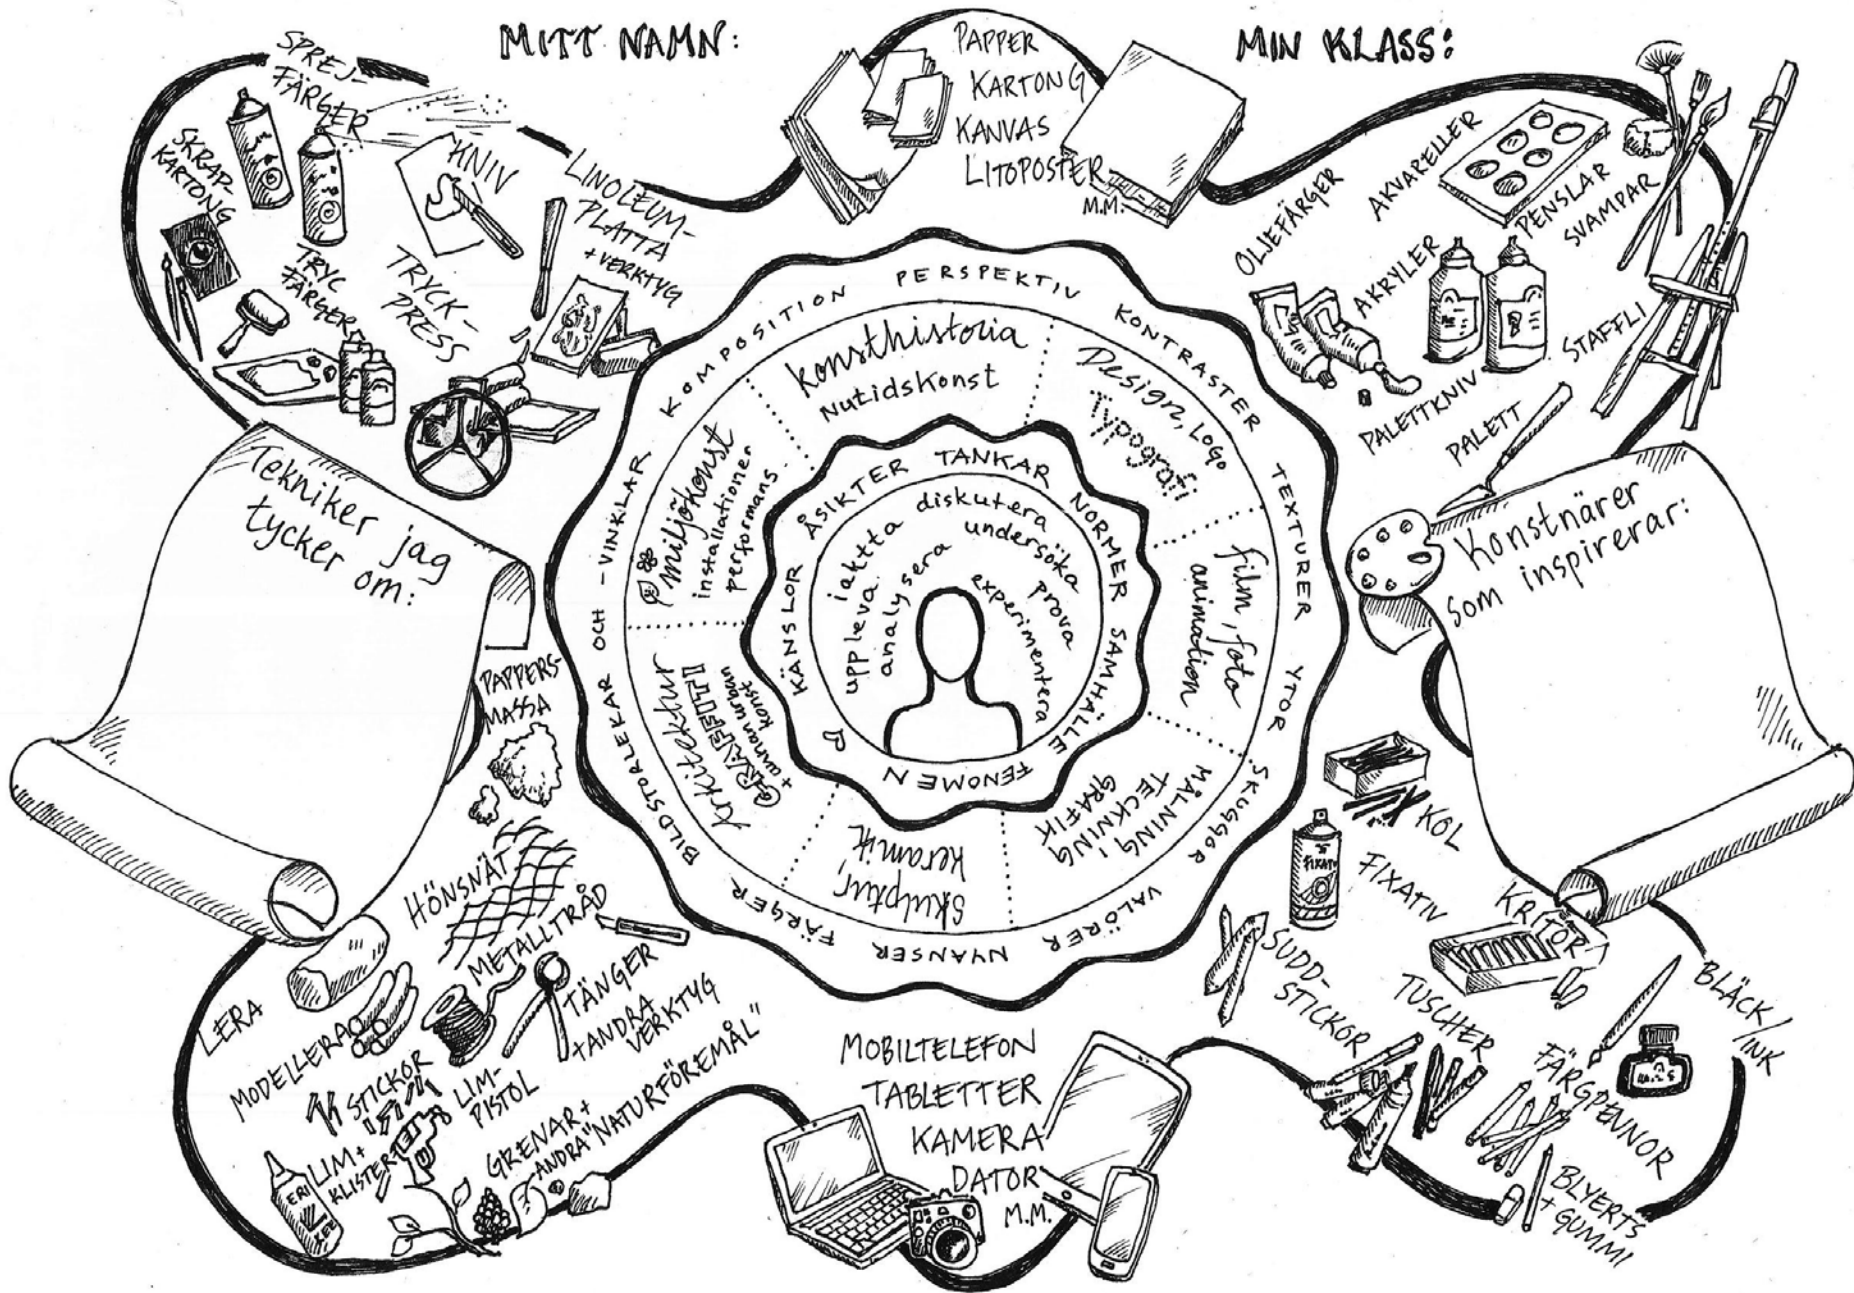 MITT NAMN:
MIN KLASS:
SPREJ-
FÄRGER
SKRAP-
KARTONG
KNIV
LINOLEUM-
PLATTA
+ VERKTYG
TRYC
FÄRGER
TRYCK-
PRESS
PAPPER
KARTONG
KANVAS
LITOPOSTER
M.M.
OLJEFÄRGER
AKVARELLER
PENSLAR
SVAMPAR
AKRYLER
STAFFLI
PALETTKNIV
PALETT
Tekniker jag
tycker om:
Konstnärer
som inspirerar:
KOMPOSITION PERSPEKTIV KONTRASTER TEXTURER YTOR SKUGGOR VALÖRER NYANSER FÄRGER BILDSTORLEKAR OCH -VINKLAR
konsthistoria
Nutidskonst
Design, LOGO
Typografi
film, foto
animation
MÅLNING,
TECKNING
GRAFIK
Skulptur,
keramik
Arkitektur
GRAFFITI
+ annan urban
konst
miljökonst
installationer
performans
KÄNSLOR ÅSIKTER TANKAR NORMER SAMHÄLLE FENOMEN
uppleva iaktta diskutera
analysera
undersöka
prova
experimentera
PAPPERS-
MASSA
HÖNSNÄT
METALLTRÅD
TÄNGER
+ ANDRA
VERKTYG
LERA
MODELLERA
STICKOR
LIM-
PISTOL
LIM +
KLISTER
ERI
KEE
GRENAR +
ANDRA "NATURFÖREMÅL"
MOBILTELEFON
TABLETTER
KAMERA
DATOR
M.M.
KOL
FIXATIV
FIXATIV
KRITOR
SUDD-
STICKOR
TUSCHER
FÄRGPENNOR
BLÄCK/
INK
BLYERTS
+ GUMMI